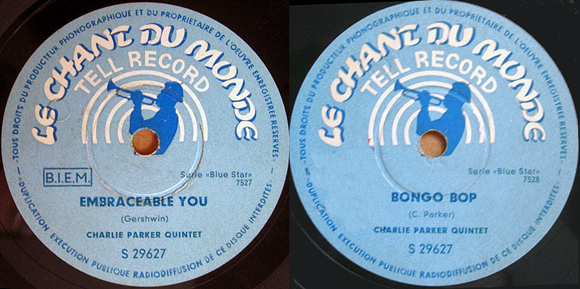 TOUS DROITS DU PRODUCTEUR PHONOGRAPHIQUE ET DU PROPRIETAIRE DE L'OEUVRE ENREGISTREE RESERVES
LE CHANT DU MONDE
TELL RECORD
B.I.E.M.
Serie «Blue Star»
7527
EMBRACEABLE YOU
(Gershwin)
CHARLIE PARKER QUINTET
S 29627
DUPLICATION EXECUTION PUBLIQUE RADIODIFFUSION DE CE DISQUE INTERDITES
TOUS DROITS DU PRODUCTEUR PHONOGRAPHIQUE ET DU PROPRIETAIRE DE L'OEUVRE ENREGISTREE RESERVES
LE CHANT DU MONDE
TELL RECORD
Serie «Blue Star»
7528
BONGO BOP
(C. Parker)
CHARLIE PARKER QUINTET
S 29627
DUPLICATION EXECUTION PUBLIQUE RADIODIFFUSION DE CE DISQUE INTERDITES